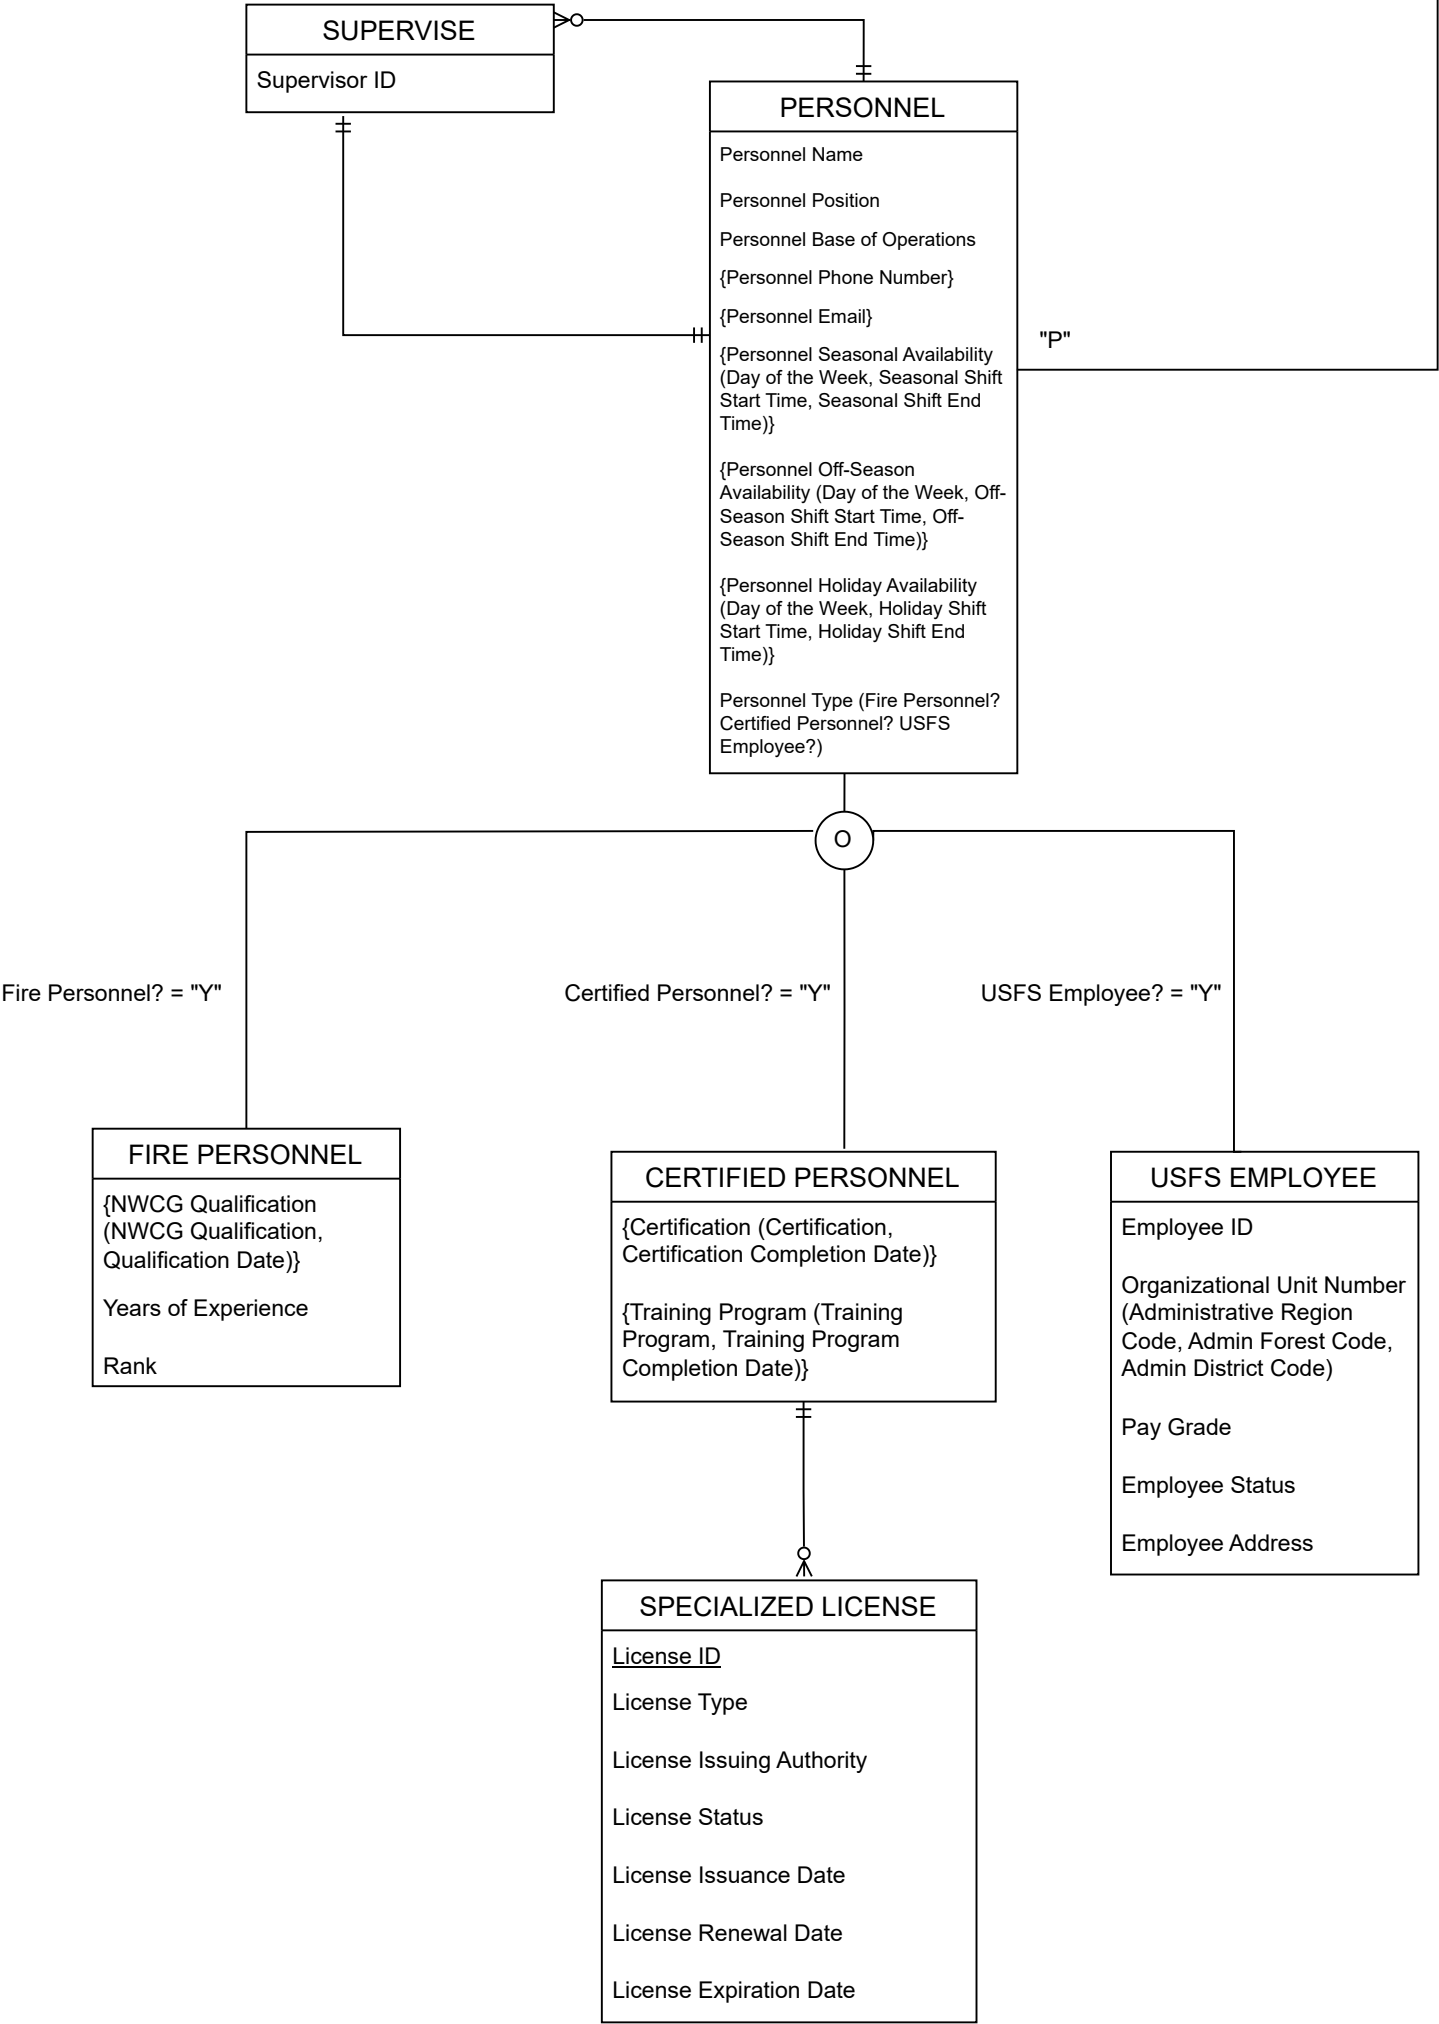 SUPERVISE
Supervisor ID
PERSONNEL
Personnel Name
Personnel Position
Personnel Base of Operations
{Personnel Phone Number}
{Personnel Email}
{Personnel Seasonal Availability
(Day of the Week, Seasonal Shift
Start Time, Seasonal Shift End
Time)}
{Personnel Off-Season
Availability (Day of the Week, Off-
Season Shift Start Time, Off-
Season Shift End Time)}
{Personnel Holiday Availability
(Day of the Week, Holiday Shift
Start Time, Holiday Shift End
Time)}
Personnel Type (Fire Personnel?
Certified Personnel? USFS
Employee?)
"P"
O
Fire Personnel? = "Y"
Certified Personnel? = "Y"
USFS Employee? = "Y"
FIRE PERSONNEL
{NWCG Qualification
(NWCG Qualification,
Qualification Date)}
Years of Experience
Rank
CERTIFIED PERSONNEL
{Certification (Certification,
Certification Completion Date)}
{Training Program (Training
Program, Training Program
Completion Date)}
USFS EMPLOYEE
Employee ID
Organizational Unit Number
(Administrative Region
Code, Admin Forest Code,
Admin District Code)
Pay Grade
Employee Status
Employee Address
SPECIALIZED LICENSE
License ID
License Type
License Issuing Authority
License Status
License Issuance Date
License Renewal Date
License Expiration Date